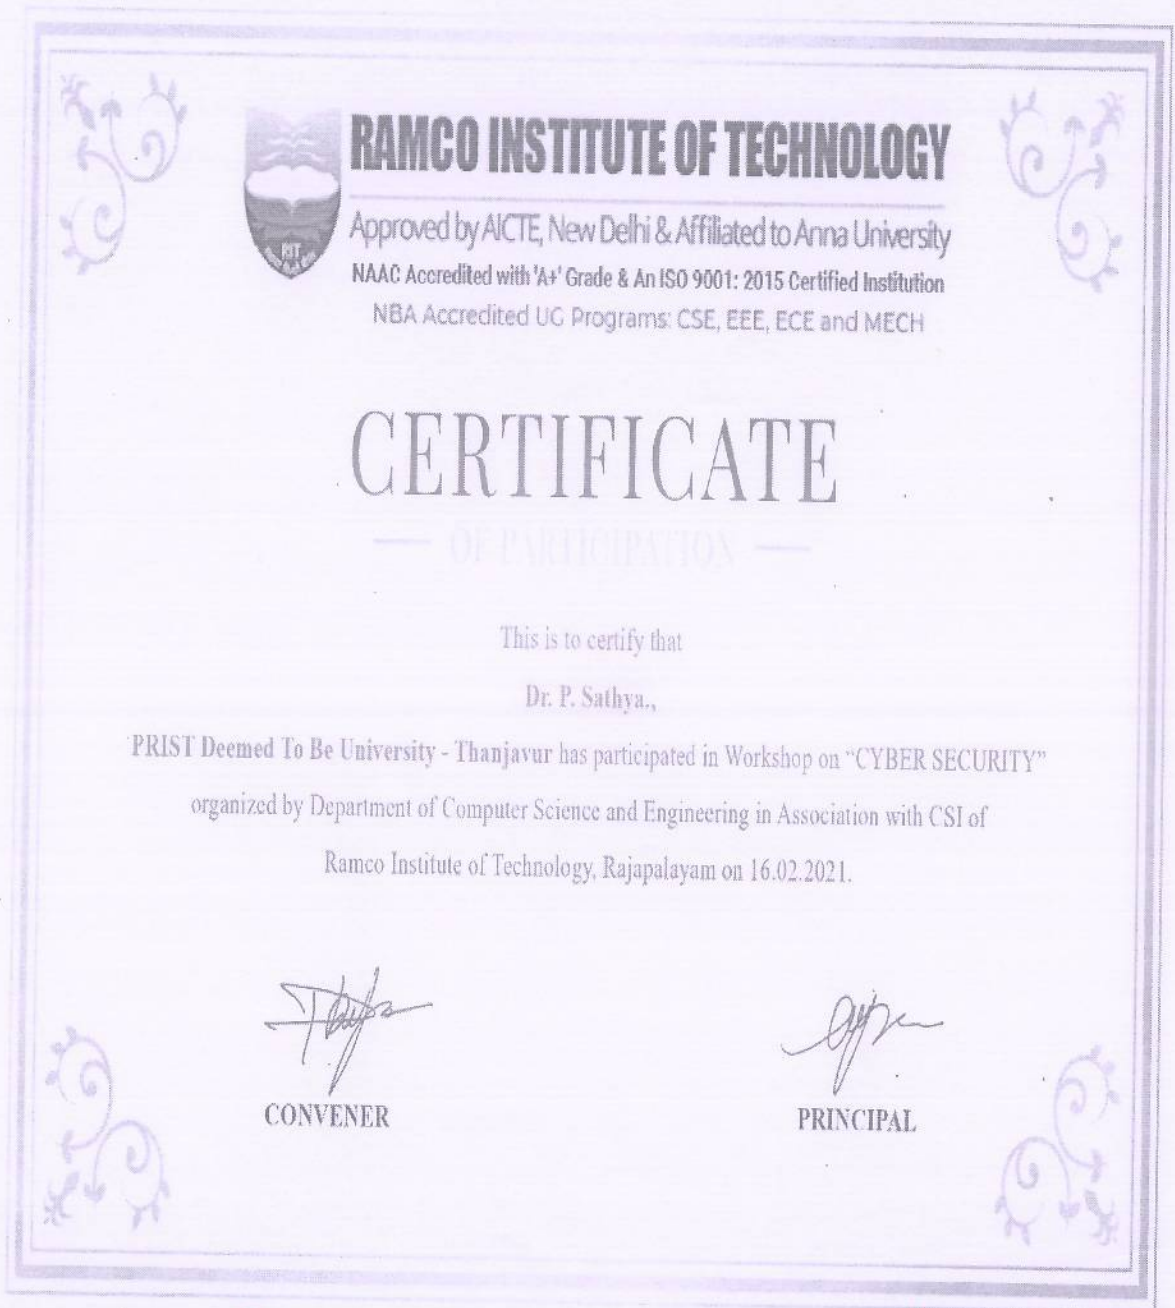 RAMCO INSTITUTE OF TECHNOLOGY
Approved by AICTE, New Delhi & Affiliated to Anna University
NAAC Accredited with 'A+' Grade & An ISO 9001: 2015 Certified Institution
NBA Accredited UG Programs: CSE, EEE, ECE and MECH
RIT
CERTIFICATE
OF PARTICIPATION
This is to certify that
Dr. P. Sathya.,
PRIST Deemed To Be University - Thanjavur has participated in Workshop on "CYBER SECURITY"
organized by Department of Computer Science and Engineering in Association with CSI of
Ramco Institute of Technology, Rajapalayam on 16.02.2021.
CONVENER
PRINCIPAL